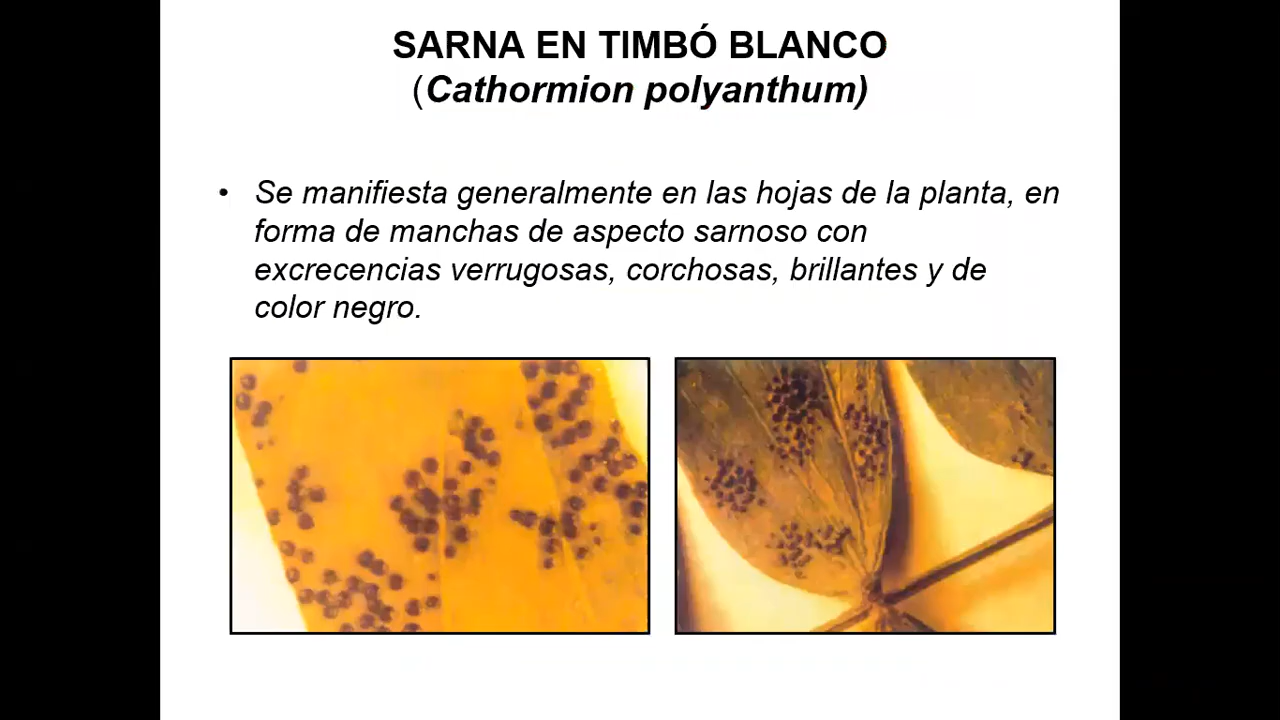 SARNA EN TIMBÓ BLANCO
(Cathormion polyanthum)
• Se manifiesta generalmente en las hojas de la planta, en
forma de manchas de aspecto sarnoso con
excrecencias verrugosas, corchosas, brillantes y de
color negro.